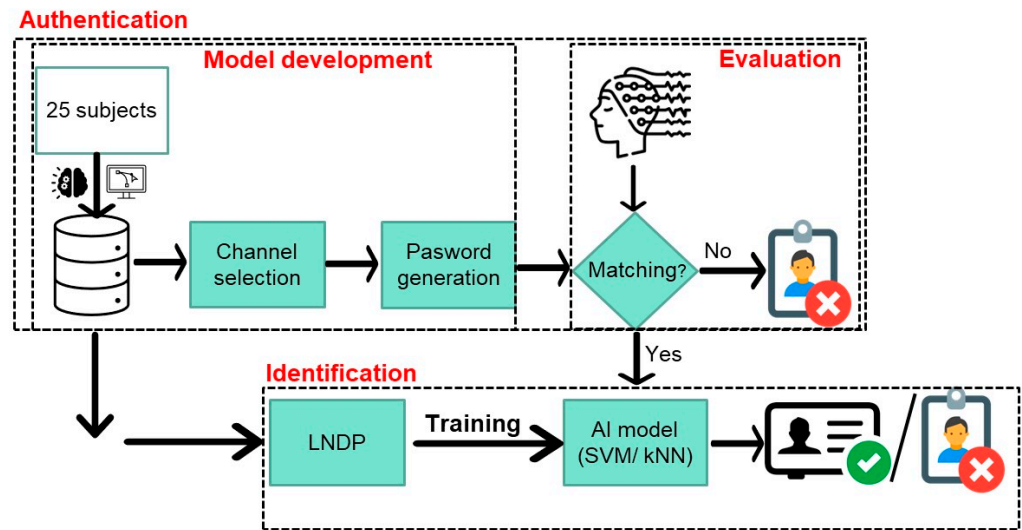 Authentication
Model development
Evaluation
25 subjects
Channel
selection
Pasword
generation
Matching?
No
Yes
Identification
LNDP
Training
AI model
(SVM/ kNN)